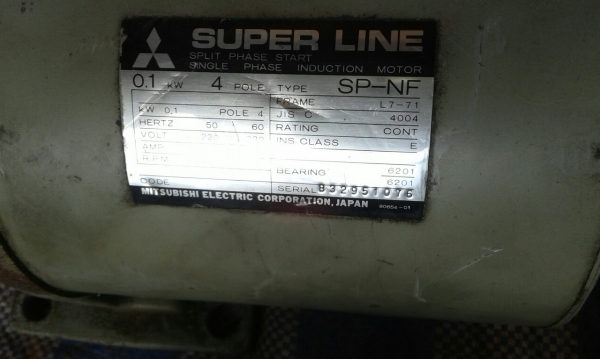 SUPER LINE
SPLIT PHASE START
SINGLE PHASE INDUCTION MOTOR
0.1 kW 4 POLE TYPE SP-NF
FRAME L7-71
kW 0.1 POLE 4 JIS C 4004
HERTZ 50 60 RATING CONT
VOLT 220 INS.CLASS E
AMP
R.P.M. BEARING 6201
6201
CODE SERIAL 832951076
MITSUBISHI ELECTRIC CORPORATION, JAPAN